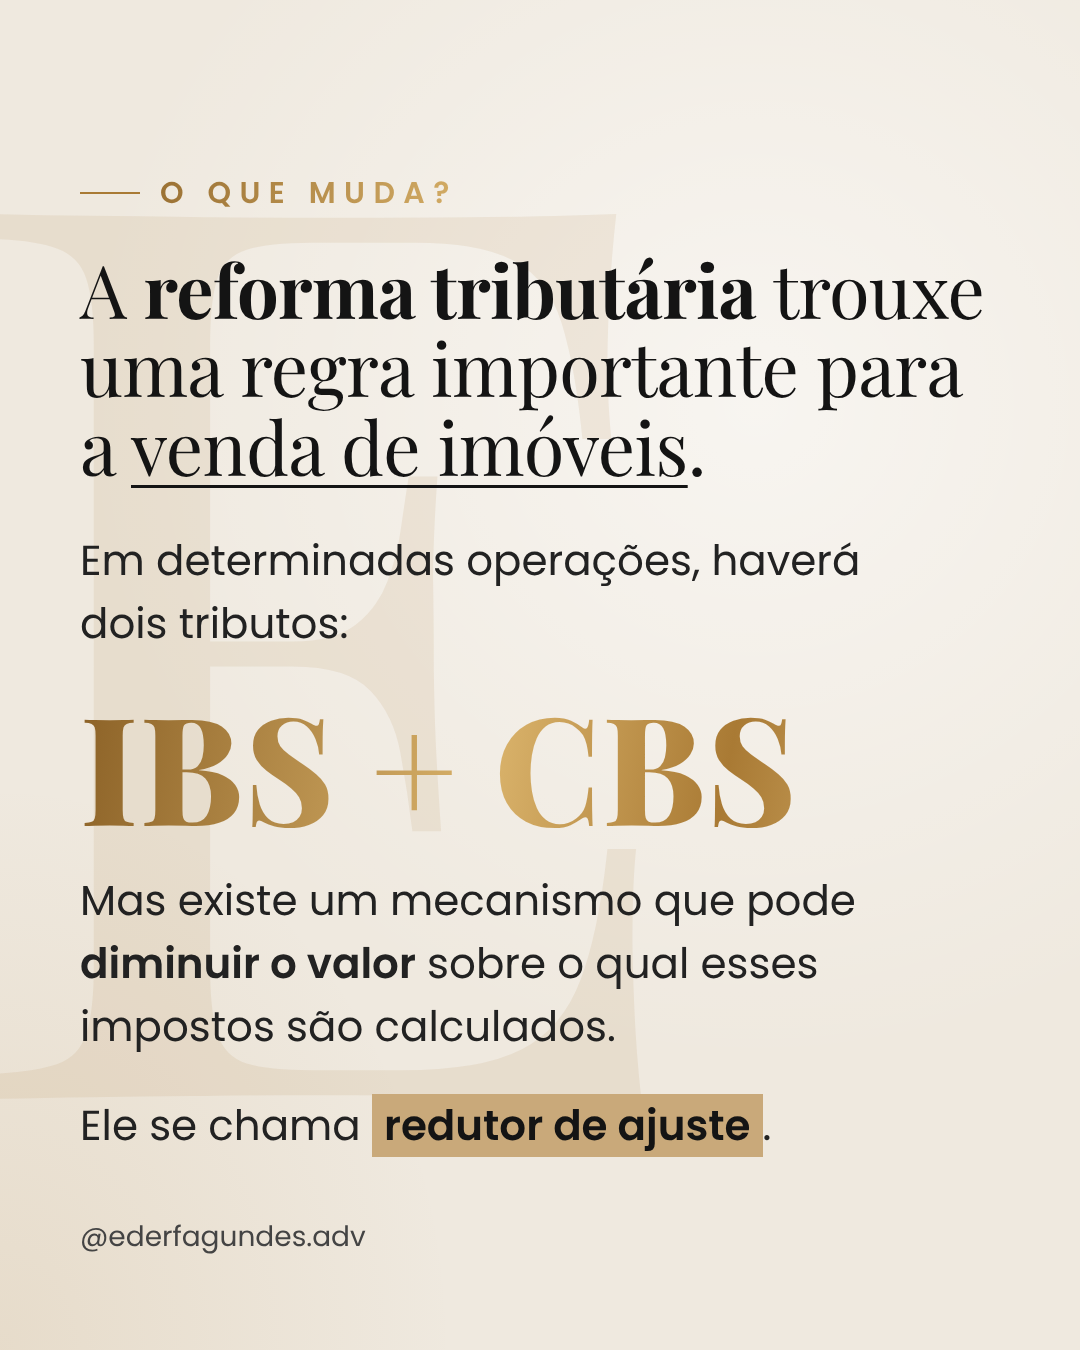 O QUE MUDA?
A reforma tributária trouxe
uma regra importante para
a venda de imóveis.
Em determinadas operações, haverá
dois tributos:
IBS + CBS
Mas existe um mecanismo que pode
diminuir o valor sobre o qual esses
impostos são calculados.
Ele se chama redutor de ajuste.
@ederfagundes.adv